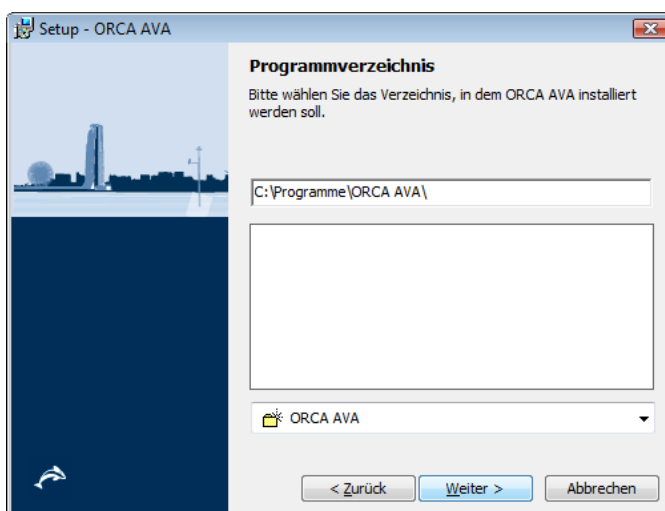 Setup - ORCA AVA
Programmverzeichnis
Bitte wählen Sie das Verzeichnis, in dem ORCA AVA installiert
werden soll.
C:\Programme\ORCA AVA\
ORCA AVA
< Zurück
Weiter >
Abbrechen